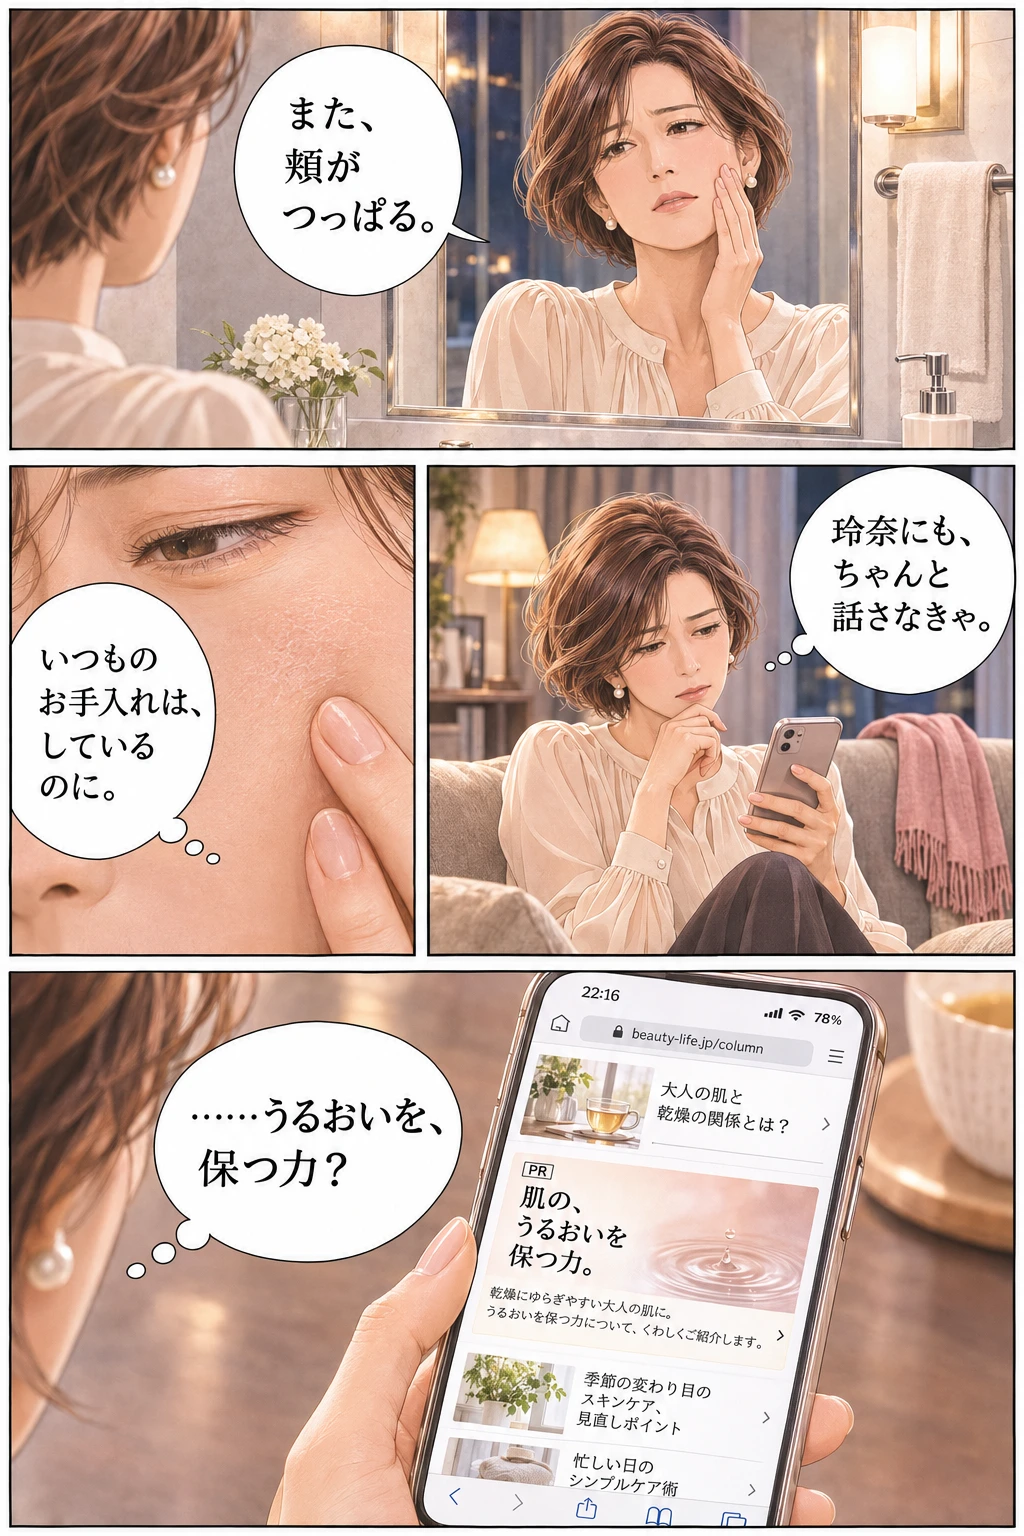 また、
頬が
つっぱる。
いつもの
お手入れは、
している
のに。
玲奈にも、
ちゃんと
話さなきゃ。
……うるおいを、
保つ力？
22:16
78%
beauty-life.jp/column
大人の肌と
乾燥の関係とは？
PR
肌の、
うるおいを
保つ力。
乾燥にゆらぎやすい大人の肌に。
うるおいを保つ力について、くわしくご紹介します。
季節の変わり目の
スキンケア、
見直しポイント
忙しい日の
シンプルケア術